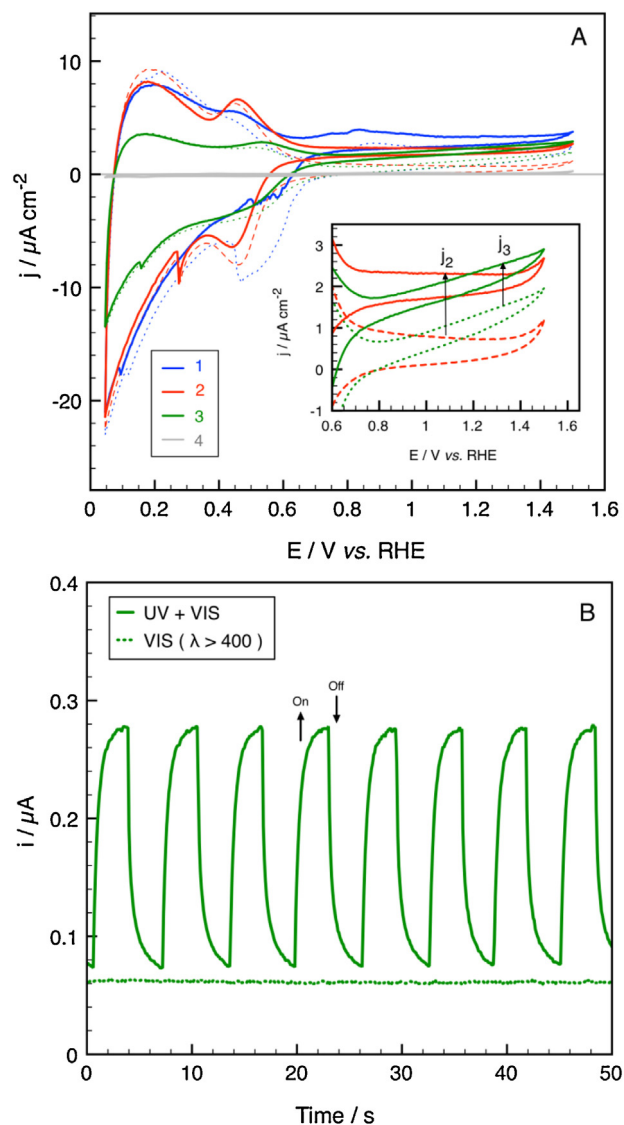 A
10
0
-10
-20
j / μA cm-2
1
2
3
4
0
0.2
0.4
0.6
0.8
1
1.2
1.4
1.6
E / V vs. RHE
j2
j3
3
2
1
0
-1
j / μA cm-2
0.6
0.8
1
1.2
1.4
1.6
E / V vs. RHE
B
UV + VIS
VIS ( λ > 400 )
On
Off
0.4
0.3
0.2
0.1
0
i / μA
0
10
20
30
40
50
Time / s